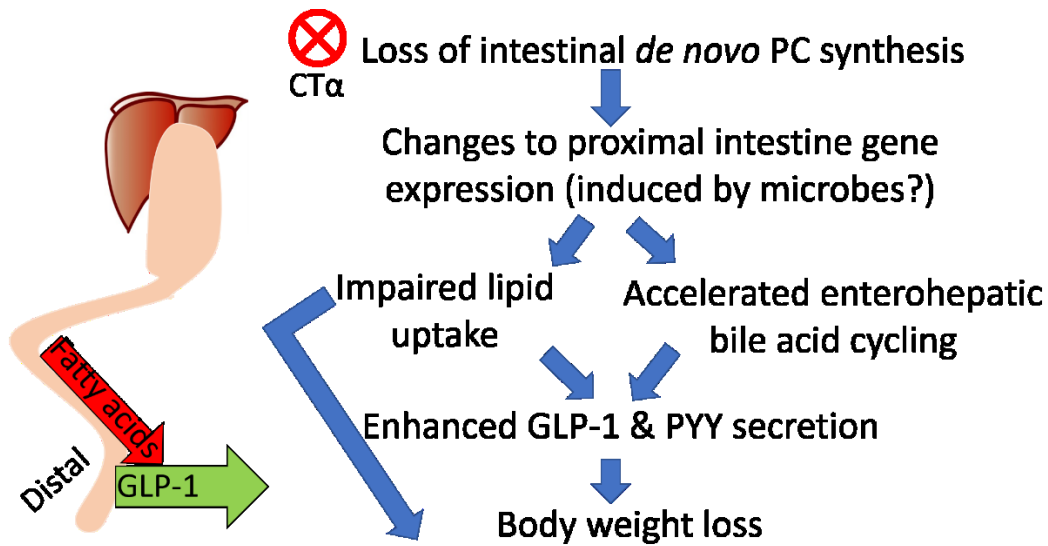 Loss of intestinal de novo PC synthesis
CTα
Changes to proximal intestine gene
expression (induced by microbes?)
Impaired lipid
uptake
Accelerated enterohepatic
bile acid cycling
Fatty acids
Distal
GLP-1
Enhanced GLP-1 & PYY secretion
Body weight loss